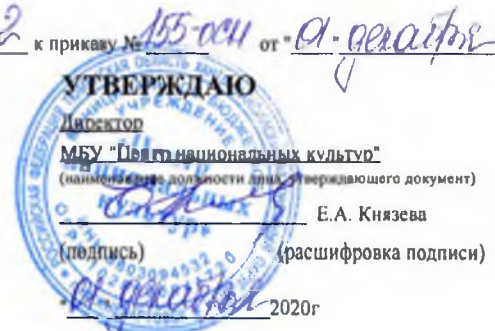 2 к приказу № 155-осн от "01" декабря
УТВЕРЖДАЮ
Директор
МБУ "Центр национальных культур"
(наименование должности лица, утверждающего документ)
Е.А. Князева
(подпись) (расшифровка подписи)
"01" декабря 2020г